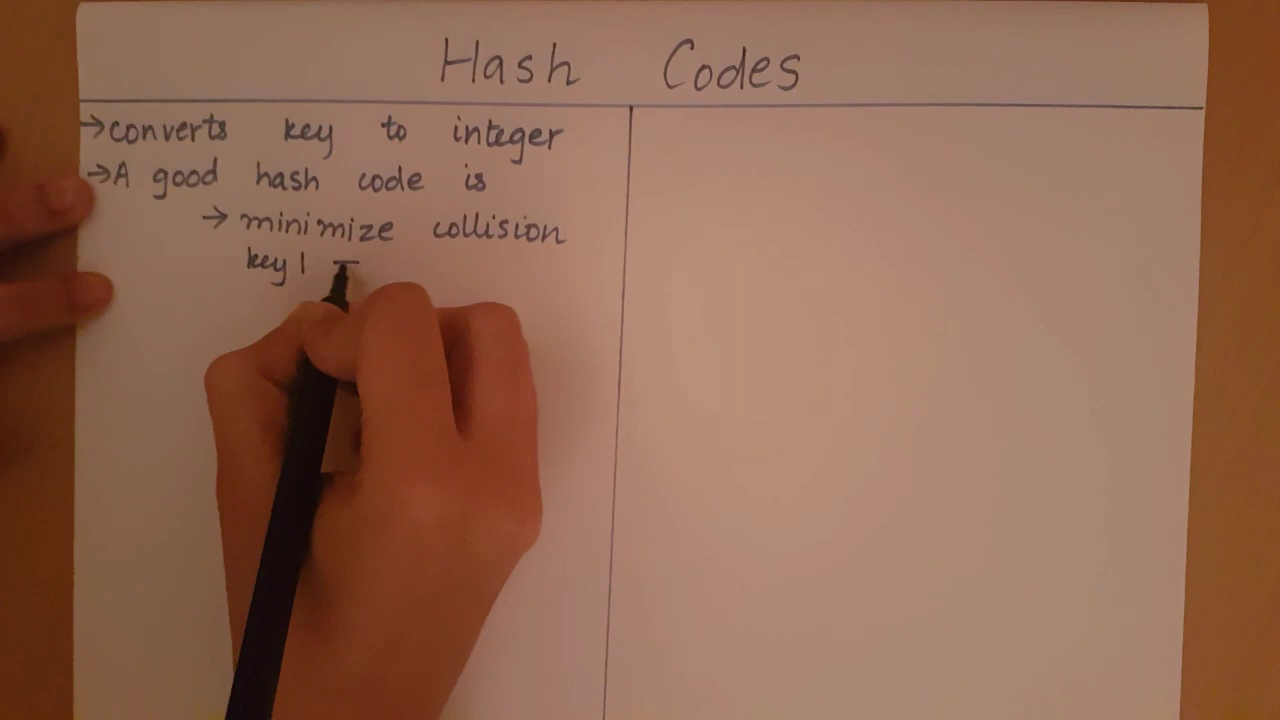 Hash Codes
→converts key to integer
→A good hash code is
→ minimize collision
key1 =